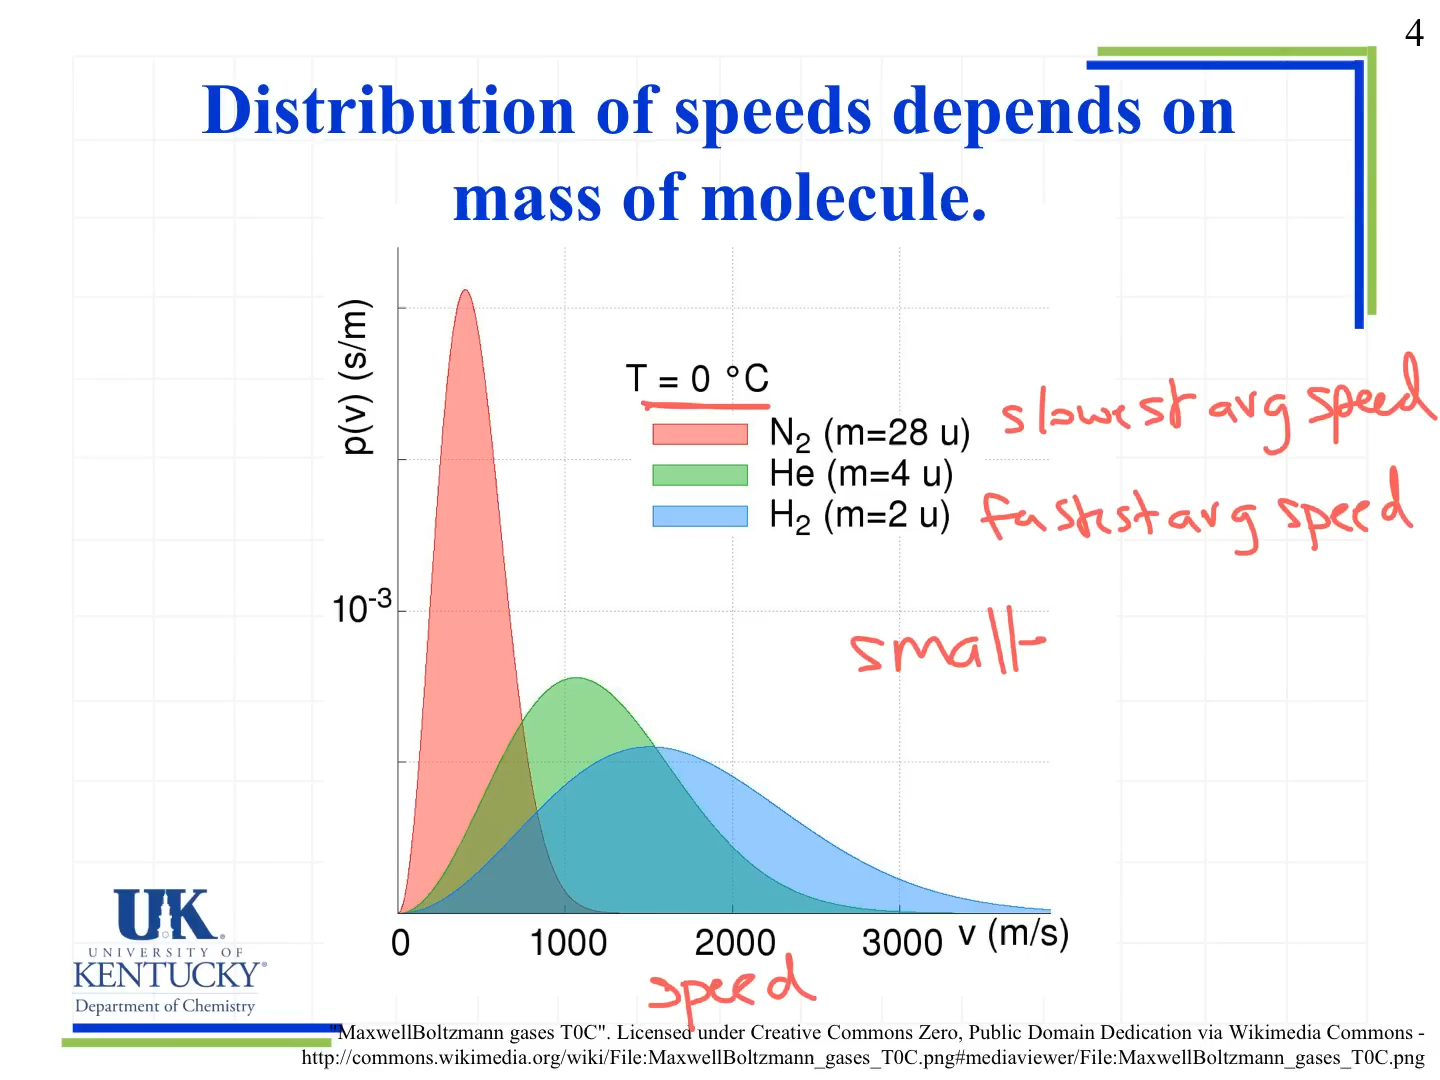 4
Distribution of speeds depends on
mass of molecule.
p(v) (s/m)
T = 0 °C
N2 (m=28 u) slowest avg speed
He (m=4 u)
H2 (m=2 u) fastest avg speed
10-3
small
0 1000 2000 3000 v (m/s)
speed
UK
UNIVERSITY OF
KENTUCKY®
Department of Chemistry
"MaxwellBoltzmann gases T0C". Licensed under Creative Commons Zero, Public Domain Dedication via Wikimedia Commons -
http://commons.wikimedia.org/wiki/File:MaxwellBoltzmann_gases_T0C.png#mediaviewer/File:MaxwellBoltzmann_gases_T0C.png